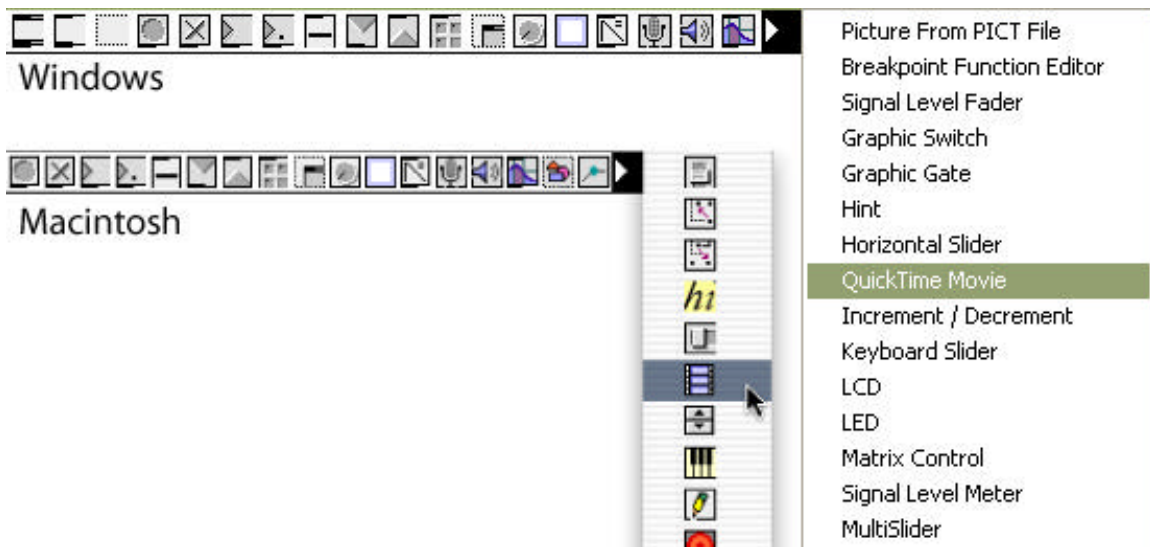 Windows
Macintosh
hi
Picture From PICT File
Breakpoint Function Editor
Signal Level Fader
Graphic Switch
Graphic Gate
Hint
Horizontal Slider
QuickTime Movie
Increment / Decrement
Keyboard Slider
LCD
LED
Matrix Control
Signal Level Meter
MultiSlider